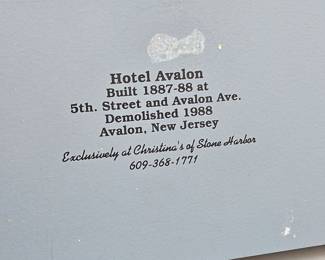 Hotel Avalon
Built 1887-88 at
5th. Street and Avalon Ave.
Demolished 1988
Avalon, New Jersey
Exclusively at Christina's of Stone Harbor
609-368-1771